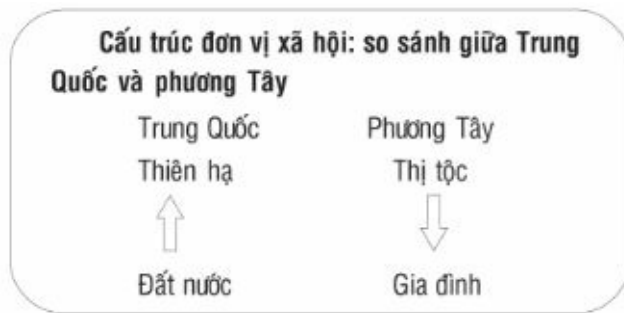 Cấu trúc đơn vị xã hội: so sánh giữa Trung
Quốc và phương Tây
Trung Quốc Phương Tây
Thiên hạ Thị tộc
Đất nước Gia đình